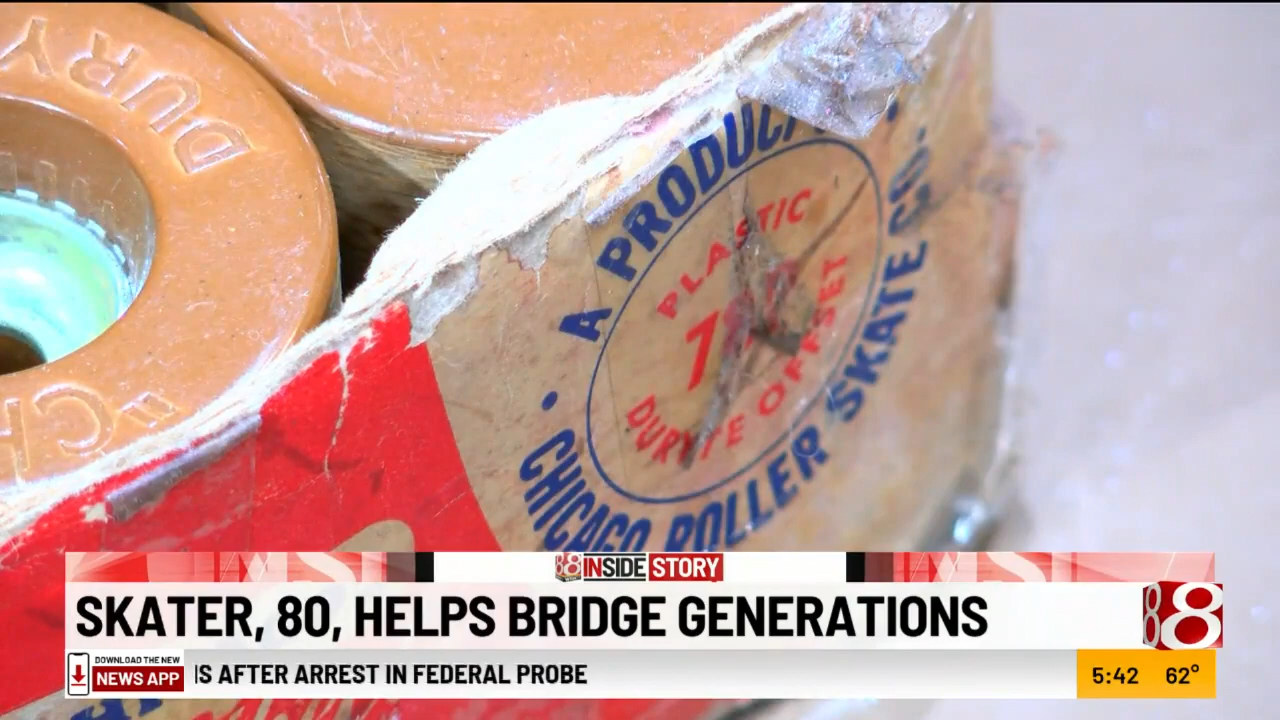 DURY
A PRODUCT
PLASTIC
DURYTE OFFSET
• CHICAGO ROLLER SKATE CO.
8 INSIDE STORY
SKATER, 80, HELPS BRIDGE GENERATIONS
8
DOWNLOAD THE NEW
NEWS APP
IS AFTER ARREST IN FEDERAL PROBE
5:42 62°